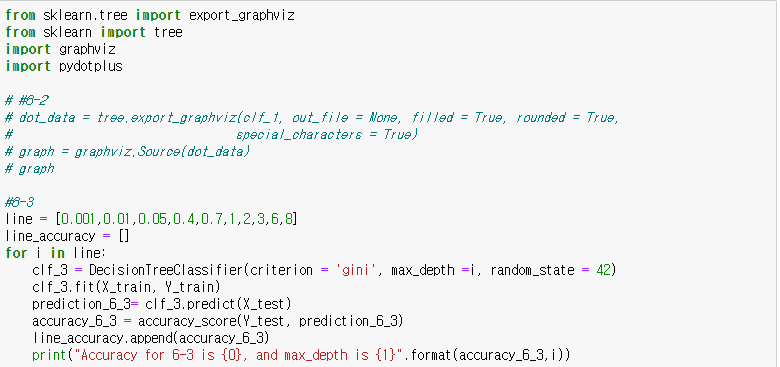 from sklearn.tree import export_graphviz
from sklearn import tree
import graphviz
import pydotplus

# #6-2
# dot_data = tree.export_graphviz(clf_1, out_file = None, filled = True, rounded = True,
#                                 special_characters = True)
# graph = graphviz.Source(dot_data)
# graph

#6-3
line = [0.001,0.01,0.05,0.4,0.7,1,2,3,6,8]
line_accuracy = []
for i in line:
    clf_3 = DecisionTreeClassifier(criterion = 'gini', max_depth =i, random_state = 42)
    clf_3.fit(X_train, Y_train)
    prediction_6_3= clf_3.predict(X_test)
    accuracy_6_3 = accuracy_score(Y_test, prediction_6_3)
    line_accuracy.append(accuracy_6_3)
    print("Accuracy for 6-3 is {0}, and max_depth is {1}".format(accuracy_6_3,i))